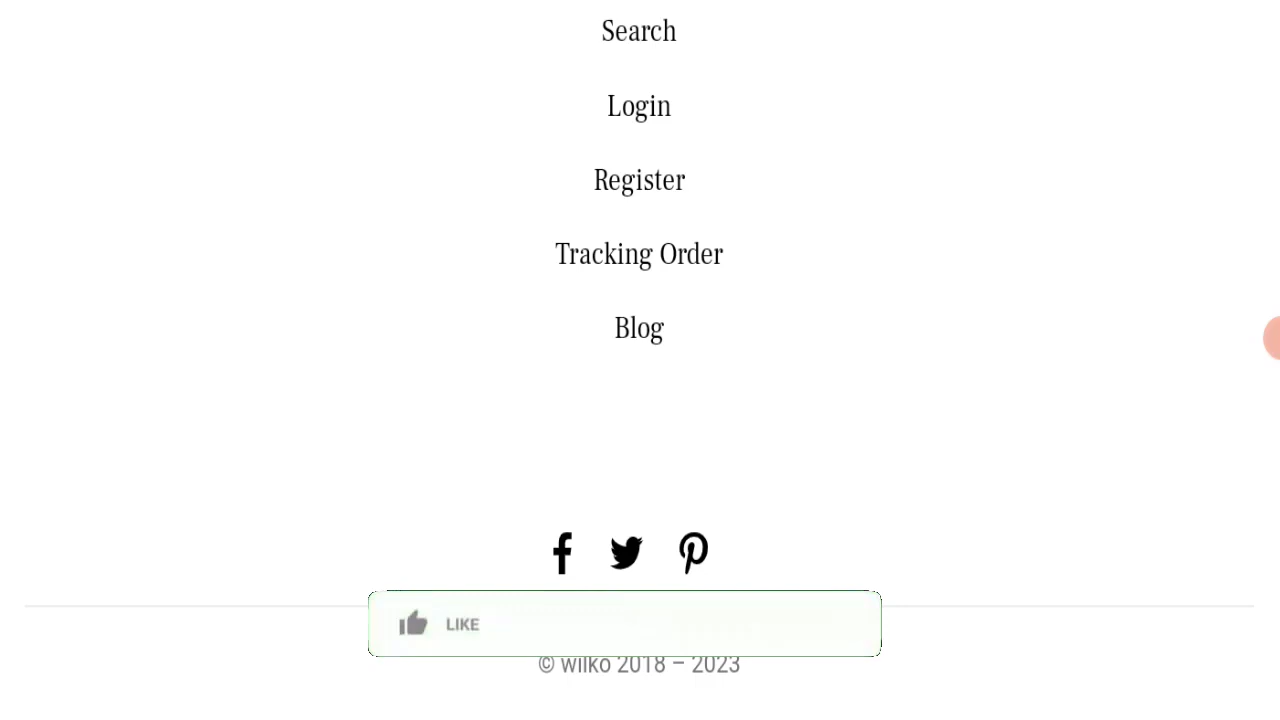 Search
Login
Register
Tracking Order
Blog
LIKE
© wilko 2018 – 2023